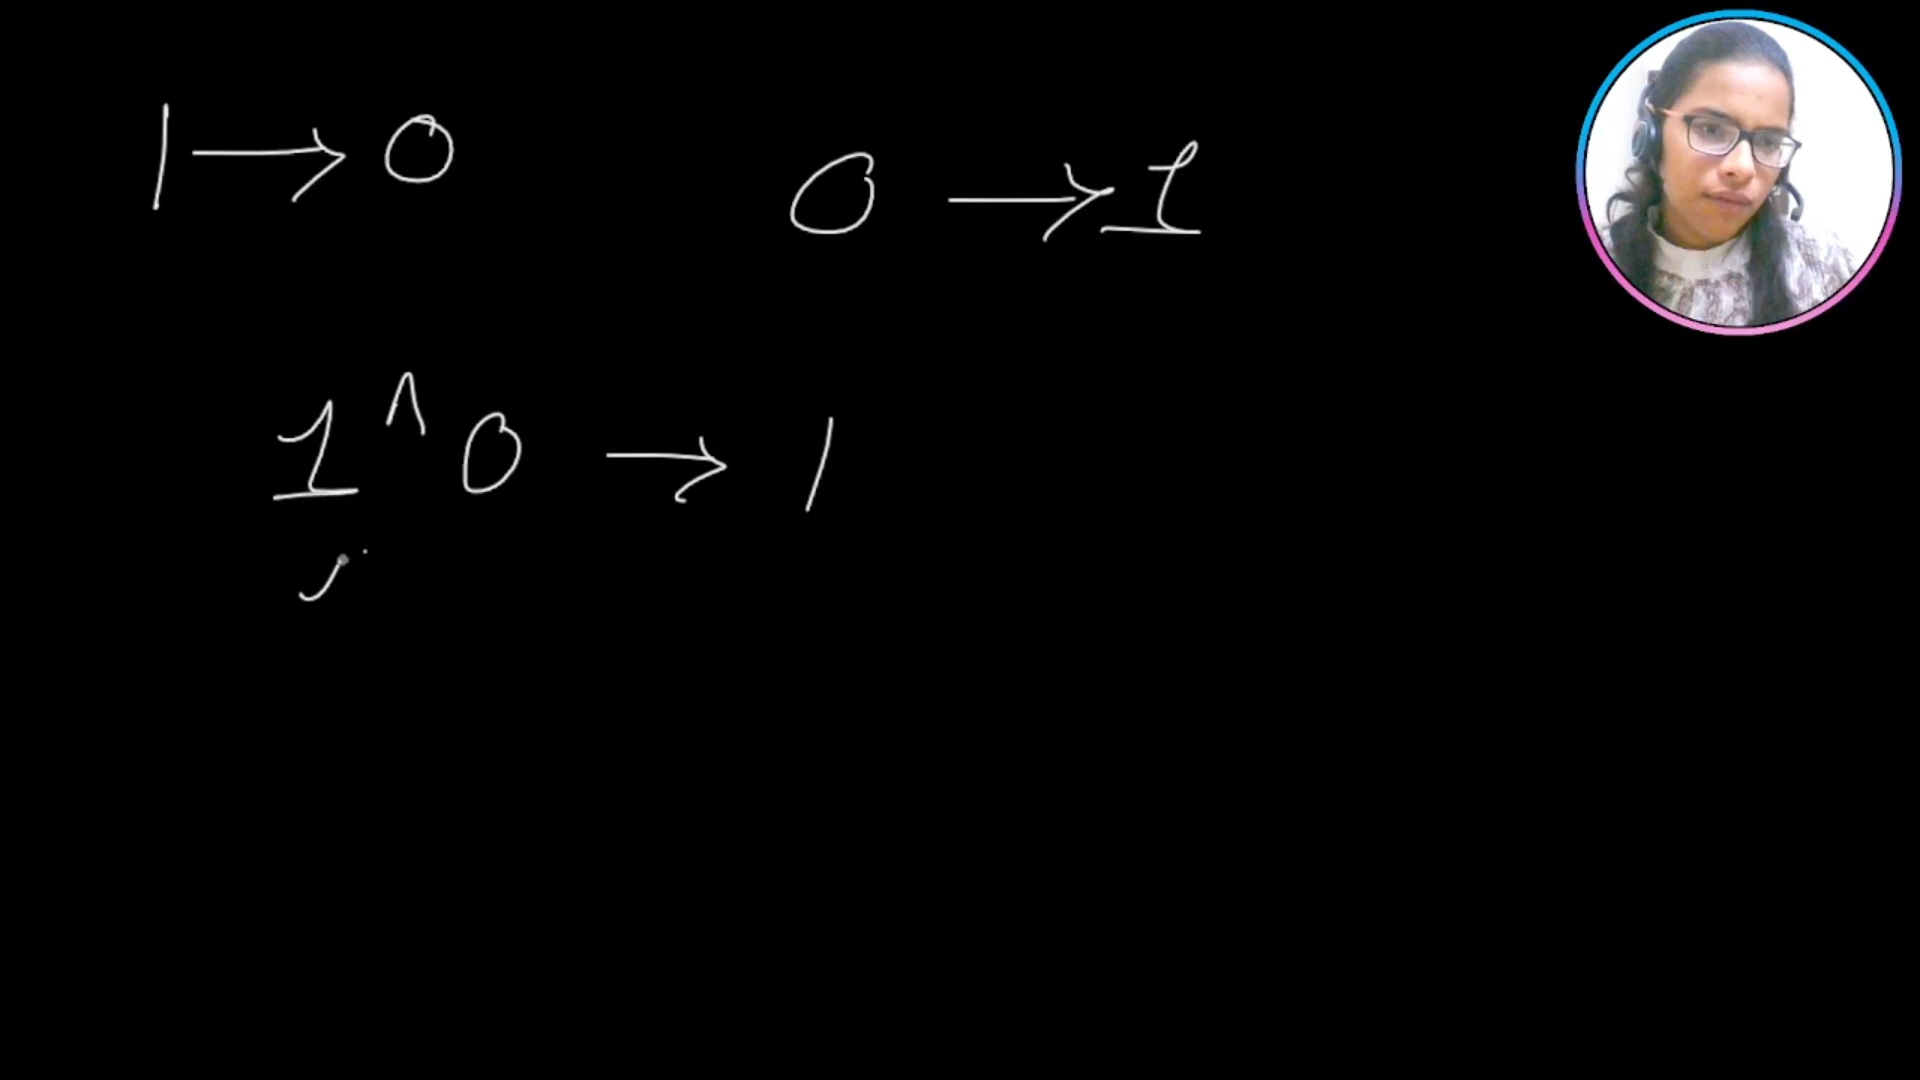 1 → 0
0 → 1
1 ^ 0 → 1